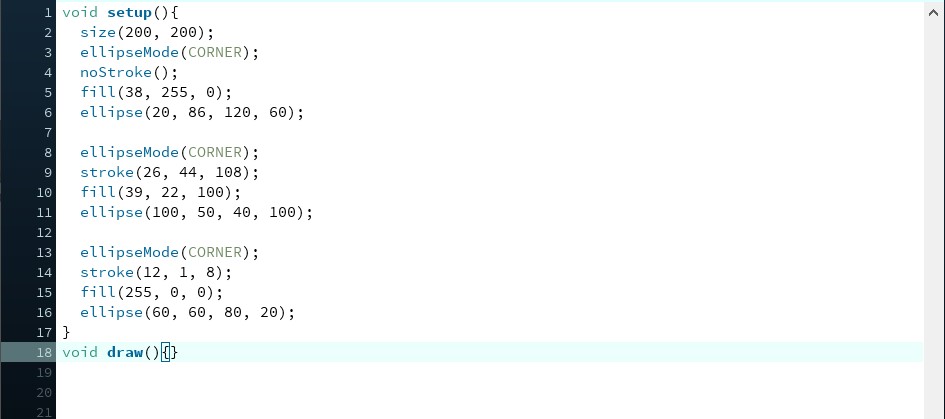 1 void setup(){
2   size(200, 200);
3   ellipseMode(CORNER);
4   noStroke();
5   fill(38, 255, 0);
6   ellipse(20, 86, 120, 60);
7
8   ellipseMode(CORNER);
9   stroke(26, 44, 108);
10   fill(39, 22, 100);
11   ellipse(100, 50, 40, 100);
12
13   ellipseMode(CORNER);
14   stroke(12, 1, 8);
15   fill(255, 0, 0);
16   ellipse(60, 60, 80, 20);
17 }
18 void draw(){}
19
20
21